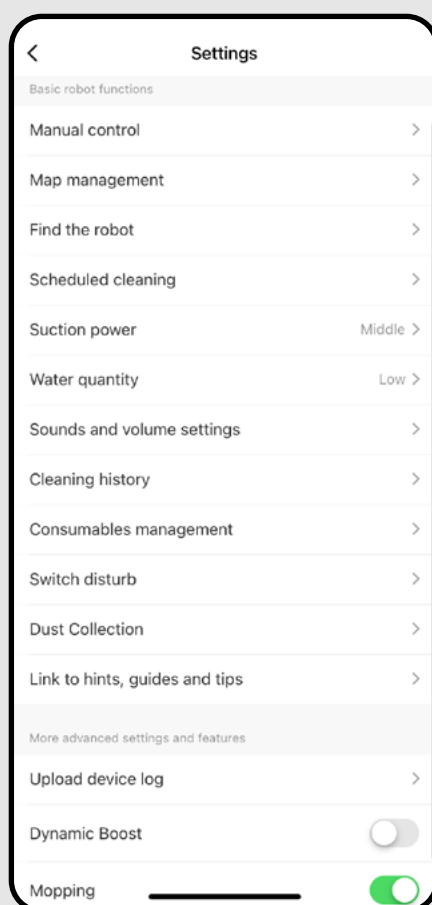 Settings
Basic robot functions
Manual control
Map management
Find the robot
Scheduled cleaning
Suction power Middle
Water quantity Low
Sounds and volume settings
Cleaning history
Consumables management
Switch disturb
Dust Collection
Link to hints, guides and tips
More advanced settings and features
Upload device log
Dynamic Boost
Mopping